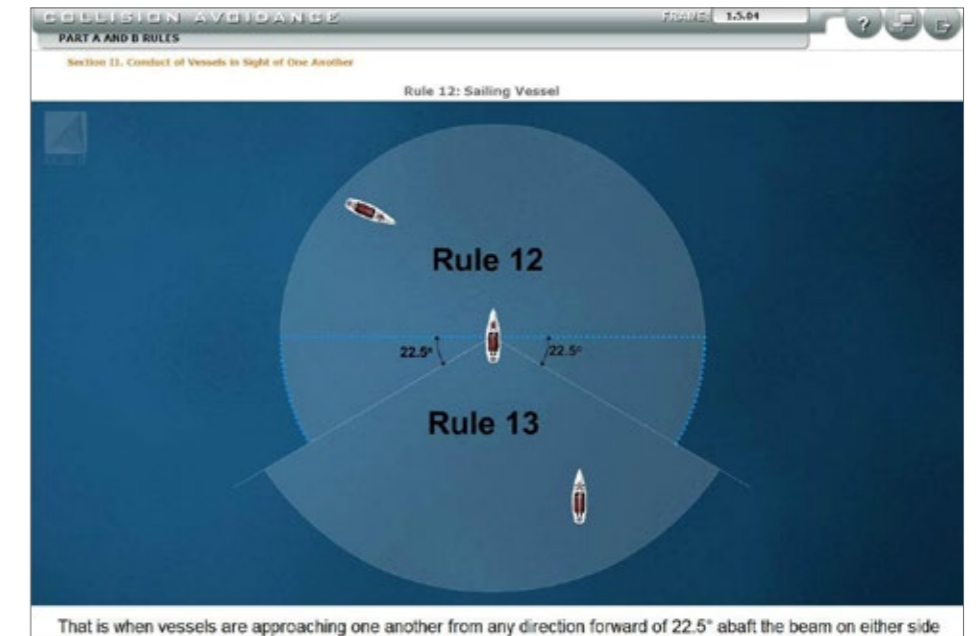 COLLISION AVOIDANCE
FRAME 1.5.04
?
PART A AND B RULES
Section II. Conduct of Vessels in Sight of One Another
Rule 12: Sailing Vessel
Rule 12
22.5° 22.5°
Rule 13
That is when vessels are approaching one another from any direction forward of 22.5° abaft the beam on either side